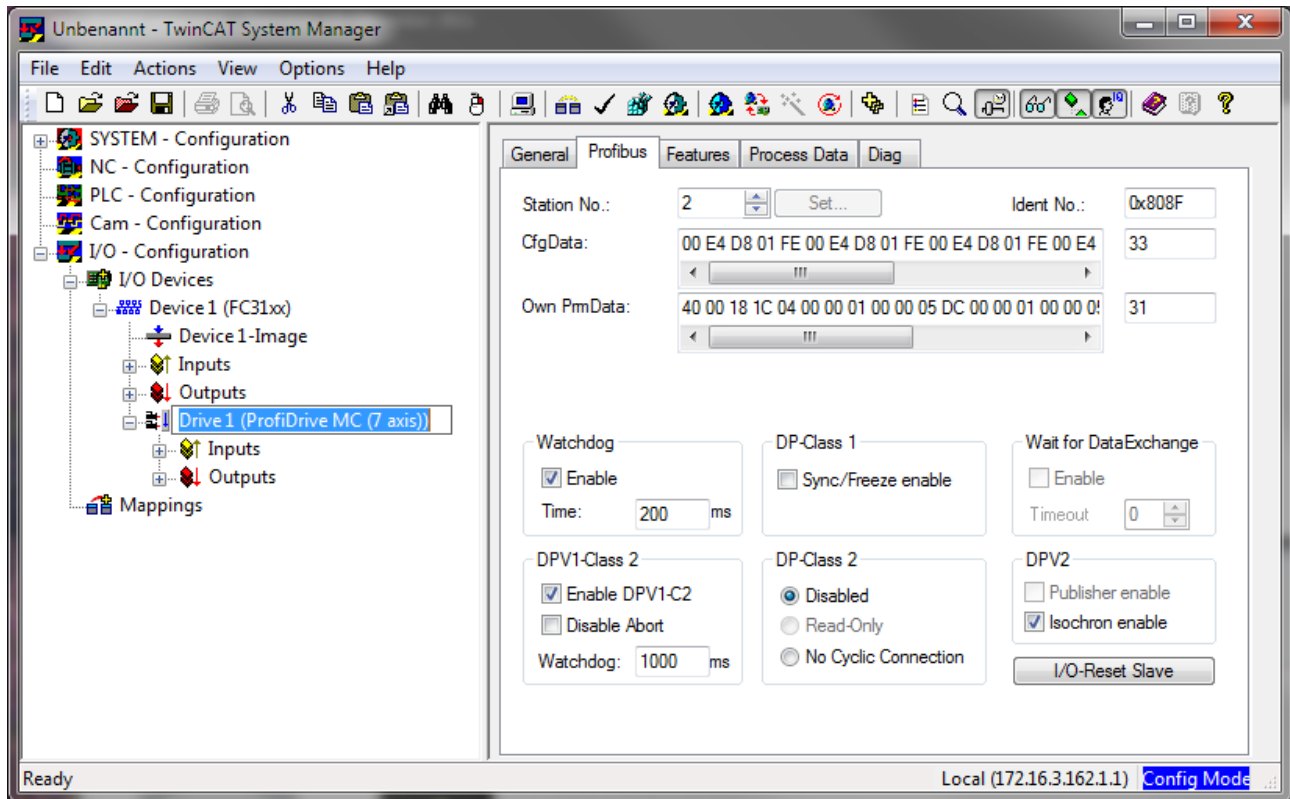 Unbenannt - TwinCAT System Manager
File Edit Actions View Options Help
SYSTEM - Configuration
NC - Configuration
PLC - Configuration
Cam - Configuration
I/O - Configuration
I/O Devices
Device 1 (FC31xx)
Device 1-Image
Inputs
Outputs
Drive 1 (ProfiDrive MC (7 axis))
Inputs
Outputs
Mappings
General Profibus Features Process Data Diag
Station No.: 2 Set... Ident No.: 0x808F
CfgData: 00 E4 D8 01 FE 00 E4 D8 01 FE 00 E4 D8 01 FE 00 E4 33
Own PrmData: 40 00 18 1C 04 00 00 01 00 00 05 DC 00 00 01 00 00 31
Watchdog DP-Class 1 Wait for DataExchange
Enable Sync/Freeze enable Enable
Time: 200 ms Timeout 0
DPV1-Class 2 DP-Class 2 DPV2
Enable DPV1-C2 Disabled Publisher enable
Disable Abort Read-Only Isochron enable
Watchdog: 1000 ms No Cyclic Connection I/O-Reset Slave
Ready Local (172.16.3.162.1.1) Config Mode